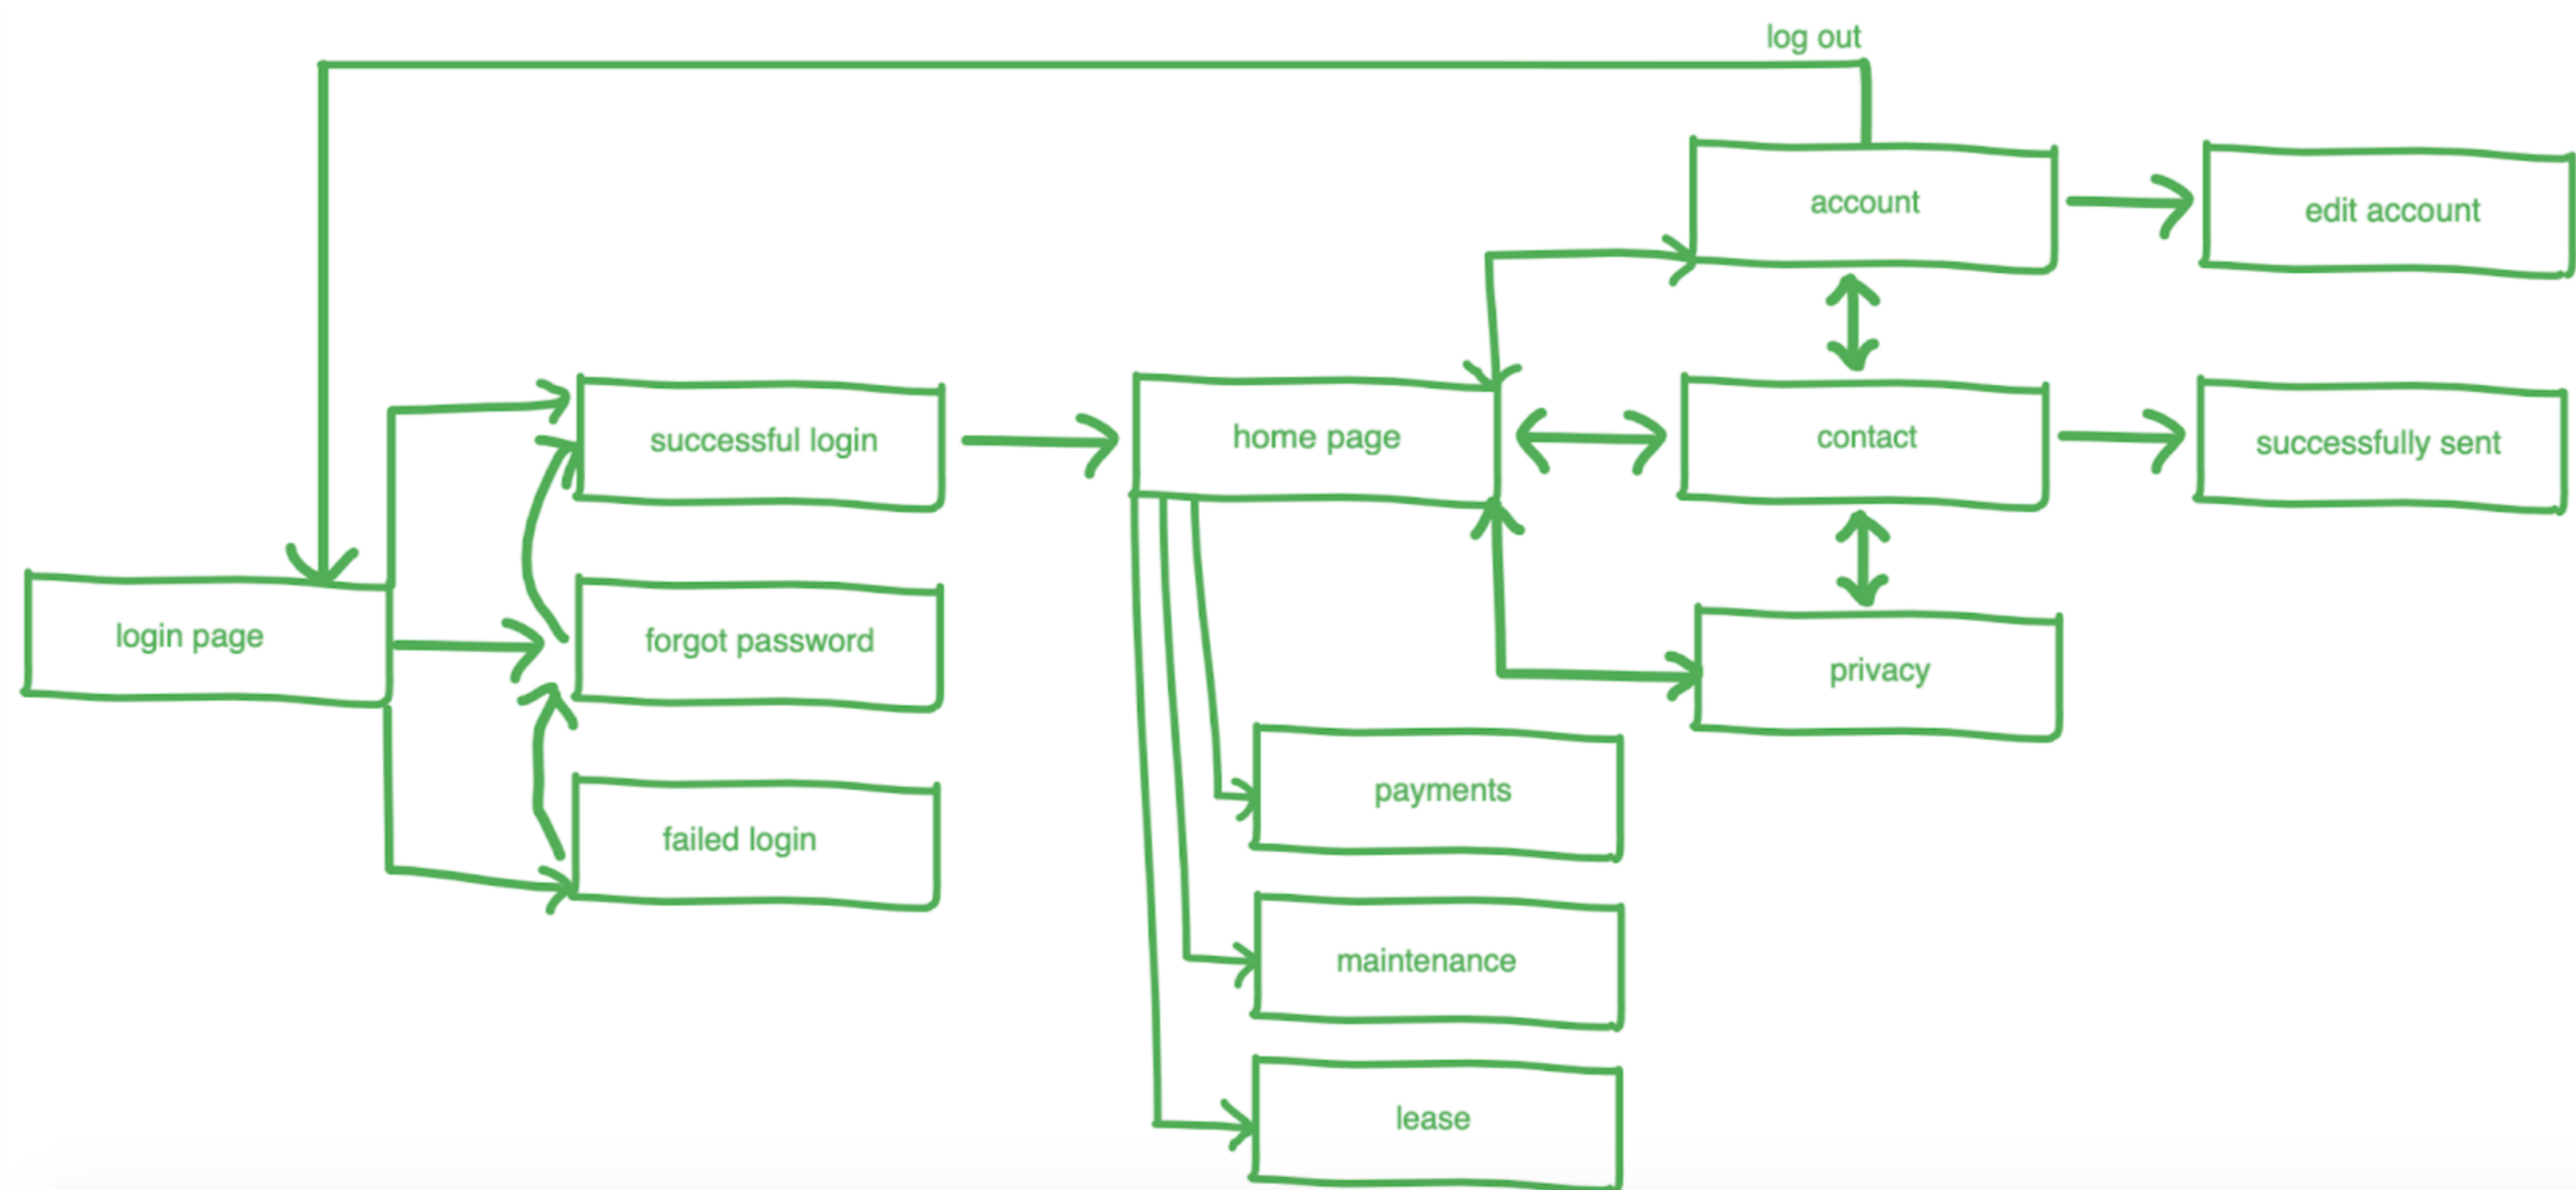 log out
account
edit account
successful login
home page
contact
successfully sent
login page
forgot password
privacy
payments
failed login
maintenance
lease